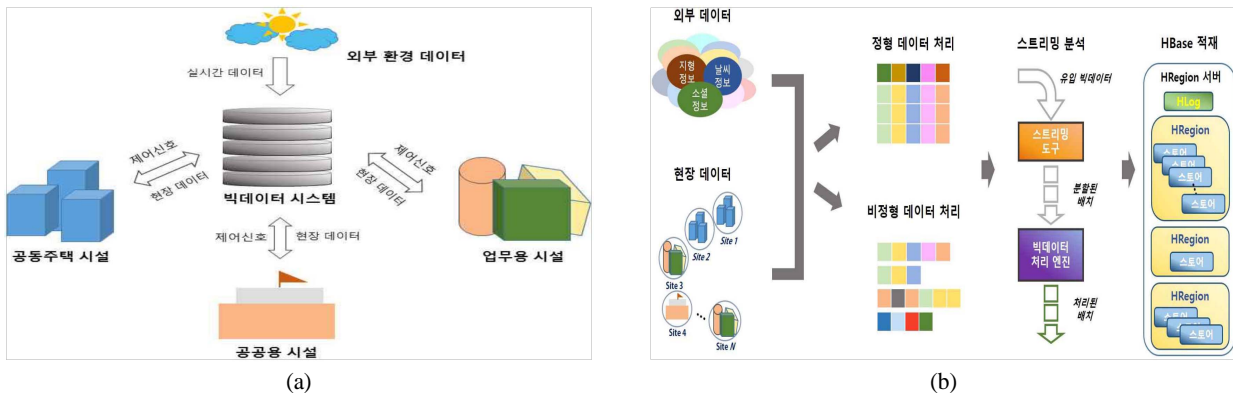 외부 환경 데이터
실시간 데이터
제어신호
현장 데이터
제어신호
현장 데이터
빅데이터 시스템
공동주택 시설
제어신호
현장 데이터
업무용 시설
공공용 시설
(a)
외부 데이터
지형
정보
날씨
정보
소셜
정보
현장 데이터
Site 1
Site 2
Site 3
Site 4
Site N
정형 데이터 처리
비정형 데이터 처리
스트리밍 분석
유입 빅데이터
스트리밍
도구
분할된
배치
빅데이터
처리 엔진
처리된
배치
HBase 적재
HRegion 서버
HLog
HRegion
스토어
스토어
스토어
스토어
HRegion
스토어
HRegion
스토어
스토어
스토어
(b)